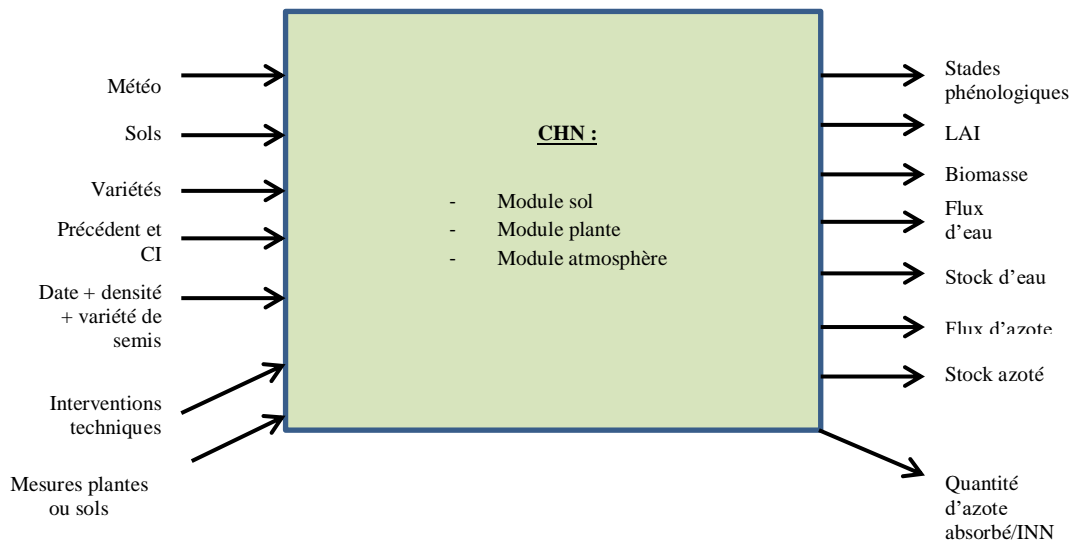 Météo
Sols
Variétés
Précédent et
CI
Date + densité
+ variété de
semis
Interventions
techniques
Mesures plantes
ou sols
CHN :
- Module sol
- Module plante
- Module atmosphère
Stades
phénologiques
LAI
Biomasse
Flux
d'eau
Stock d'eau
Flux d'azote
Stock azoté
Quantité
d'azote
absorbé/INN